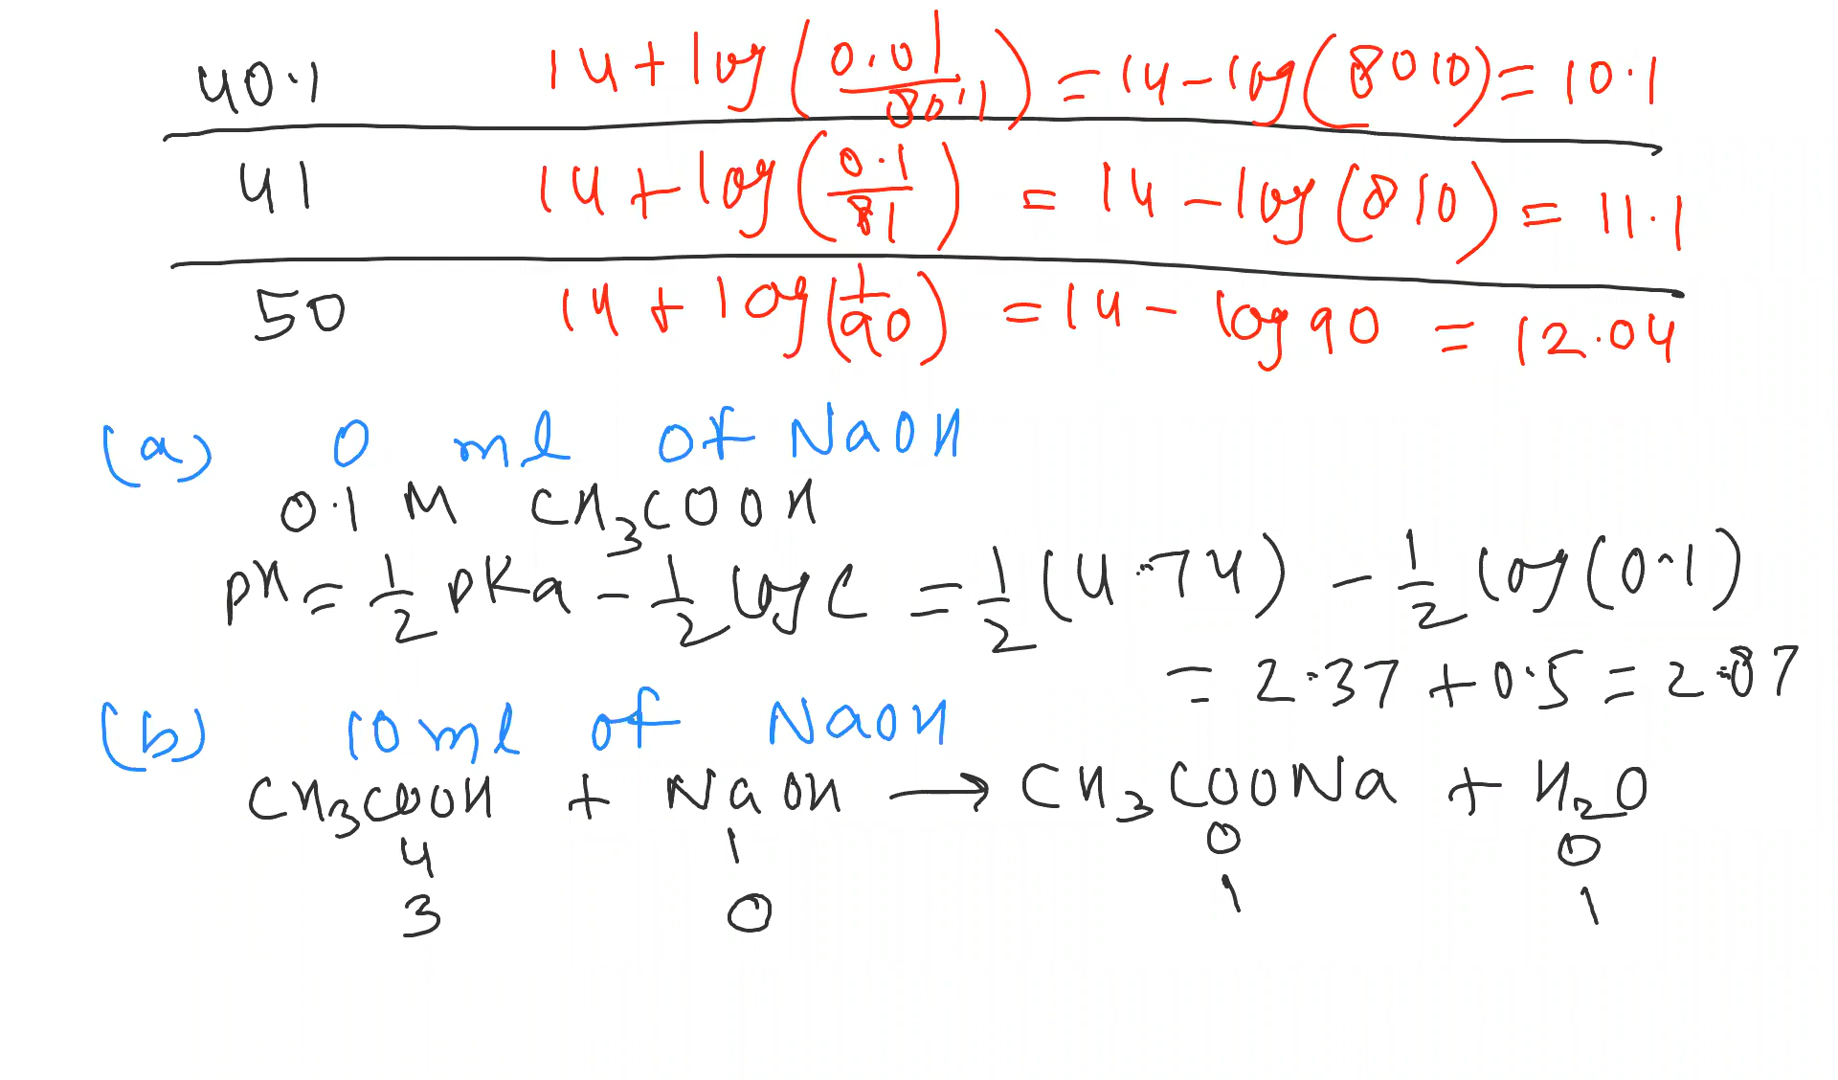 40.1 14 + log (0.01/80.1) = 14 - log (8010) = 10.1
41 14 + log (0.1/81) = 14 - log (810) = 11.1
50 14 + log (1/90) = 14 - log 90 = 12.04
(a) 0 ml of NaOH
0.1 M CH3COOH
pH = 1/2 pKa - 1/2 log C = 1/2 (4.74) - 1/2 log (0.1)
= 2.37 + 0.5 = 2.87
(b) 10 ml of NaOH
CH3COOH + NaOH → CH3COONa + H2O
4 1 0 0
3 0 1 1